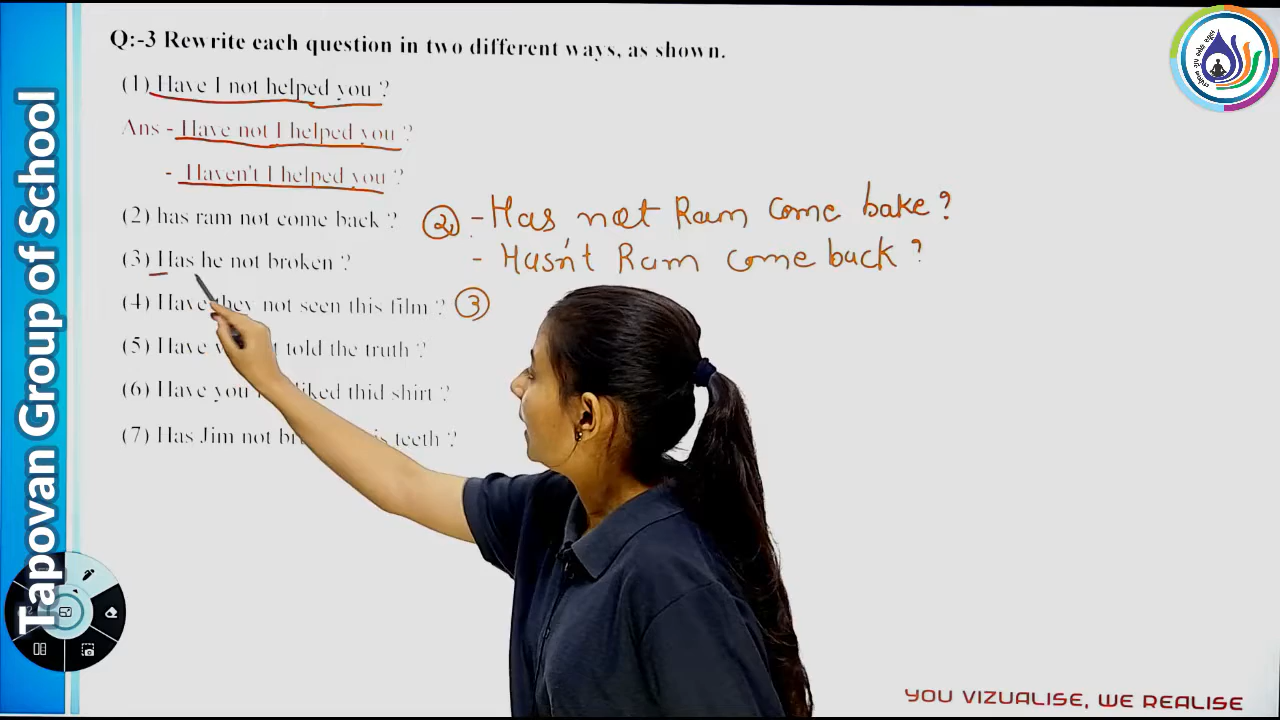 Q:-3 Rewrite each question in two different ways, as shown.
(1) Have I not helped you ?
Ans - Have not I helped you ?
- Haven't I helped you ?
(2) has ram not come back ?
② - Has not Ram come bake?
- Hasn't Ram come back ?
(3) Has he not broken ?
(4) Have they not seen this film ?
③
(5) Have told the truth ?
(6) Have you thid shirt ?
(7) Has Jim not teeth ?
Tapovan Group of School
YOU VIZUALISE, WE REALISE